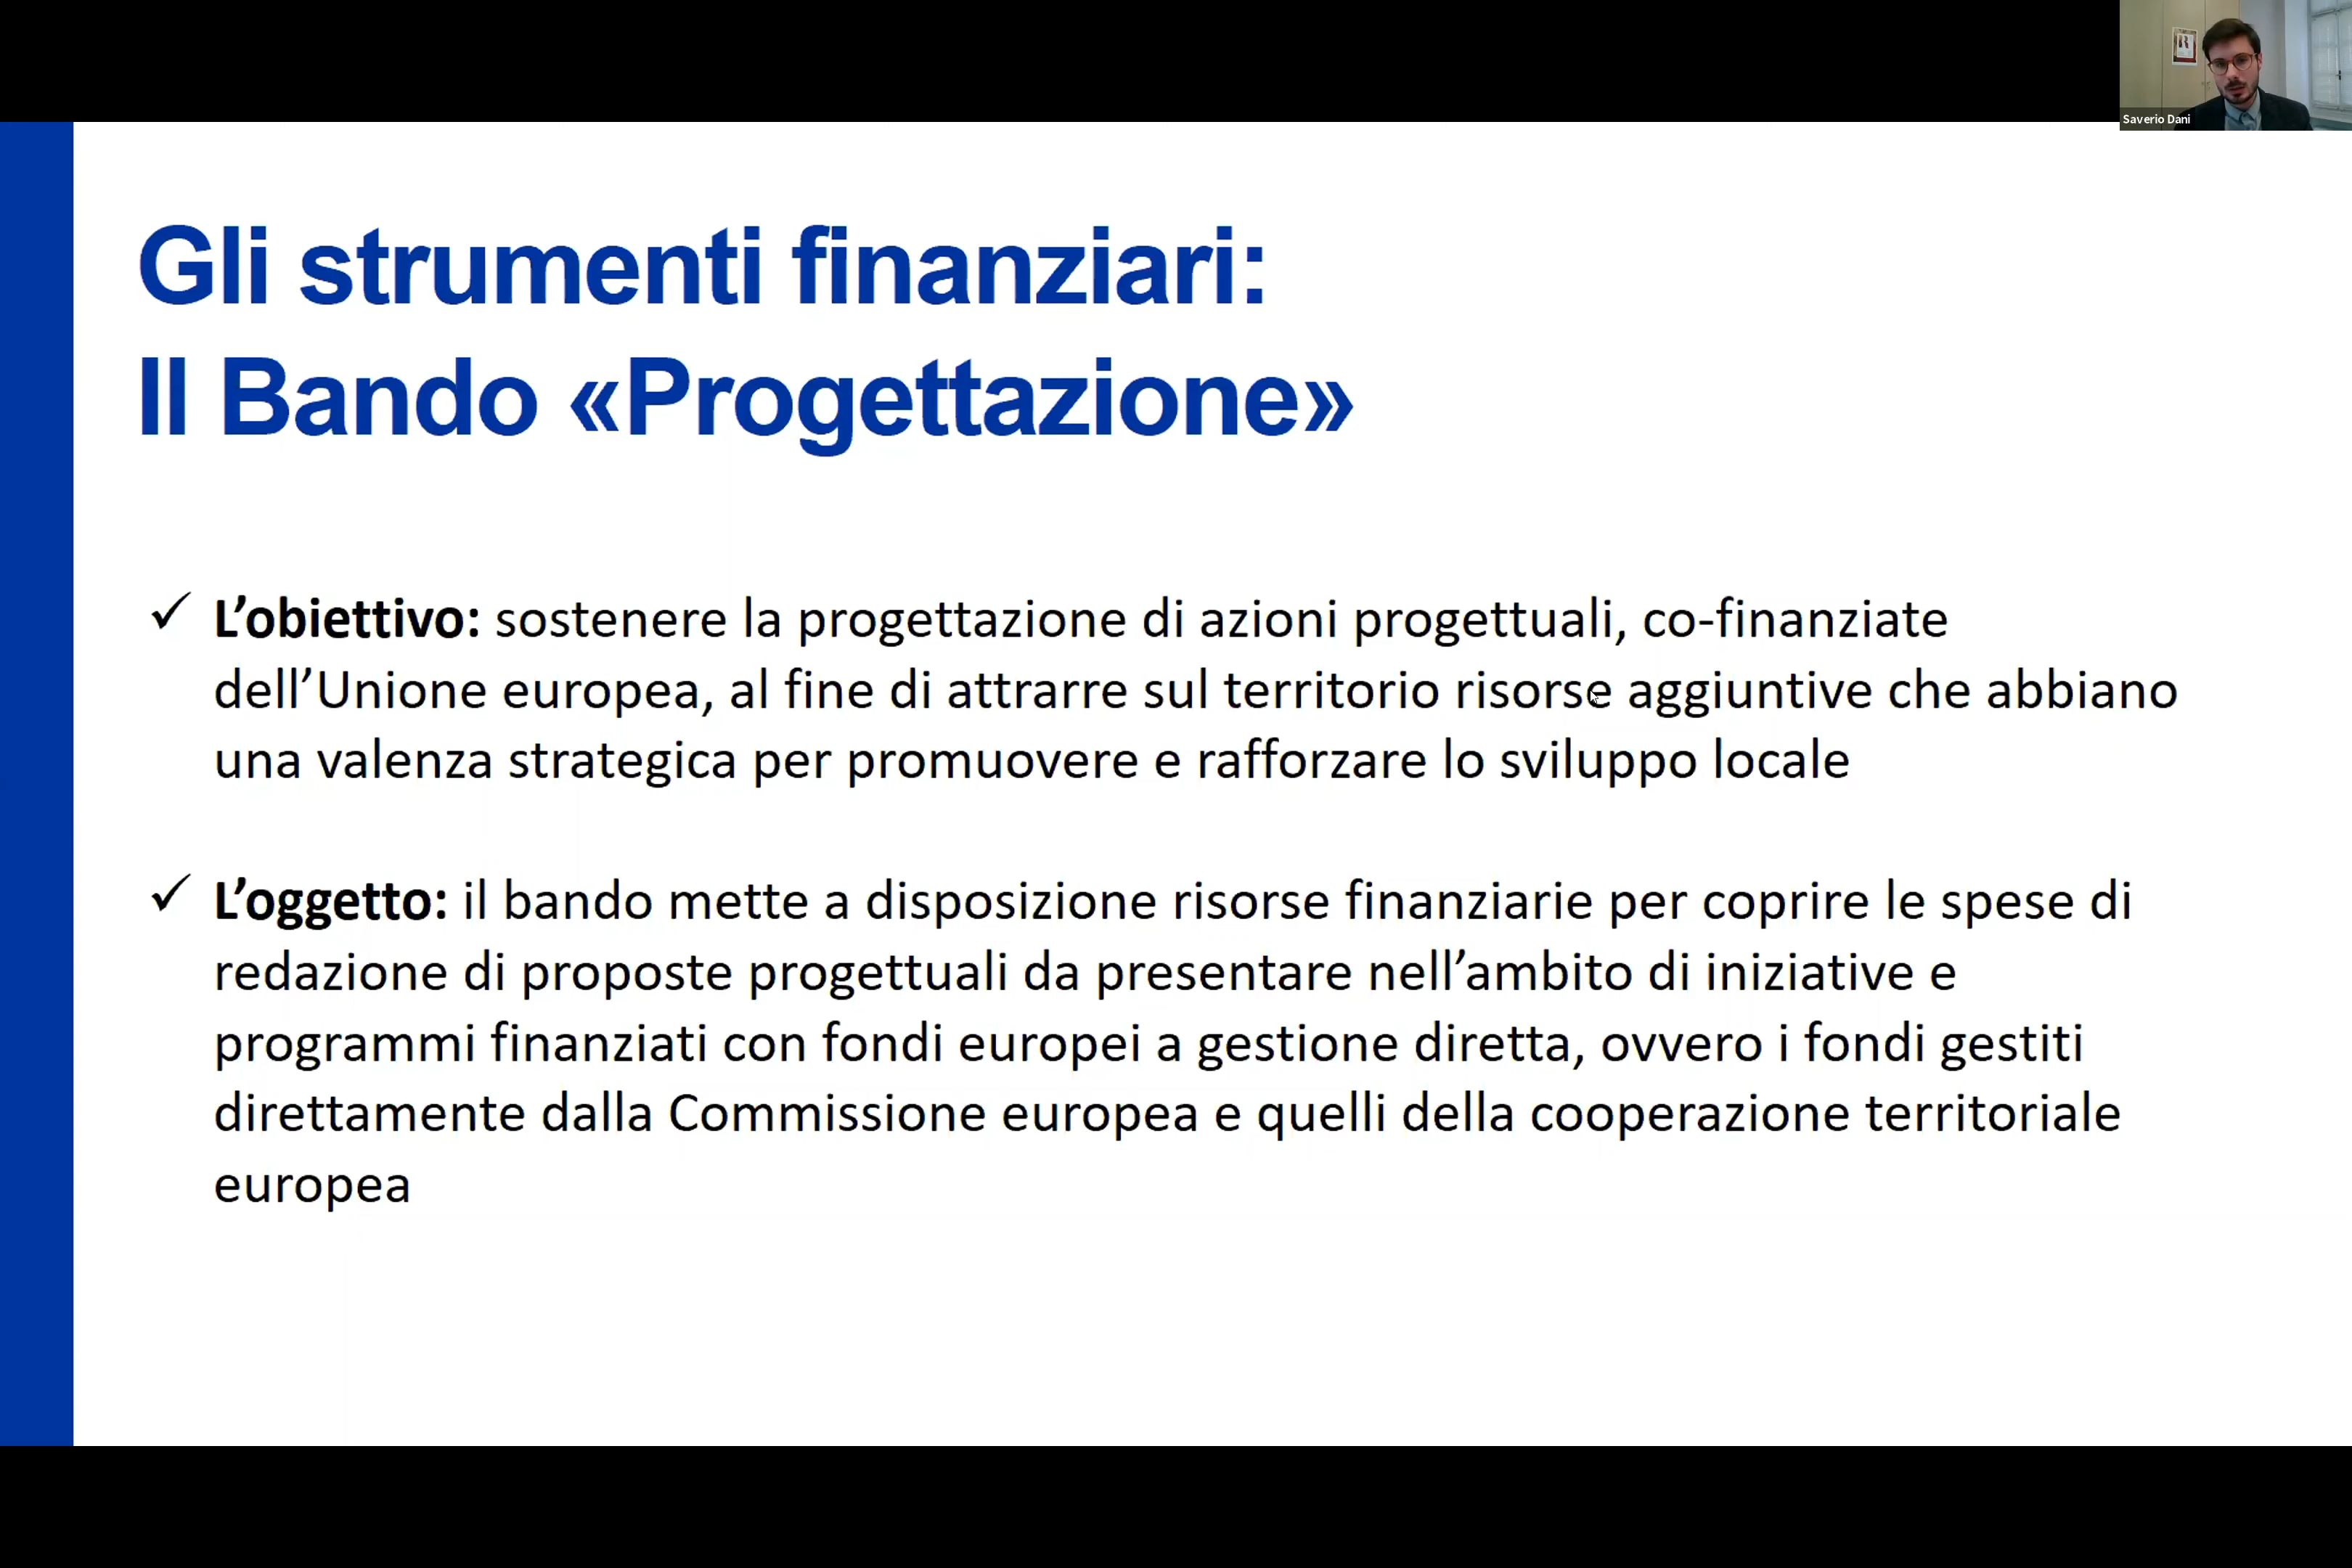 Saverio Dani
Gli strumenti finanziari:
Il Bando «Progettazione»
✓ L’obiettivo: sostenere la progettazione di azioni progettuali, co-finanziate
dell’Unione europea, al fine di attrarre sul territorio risorse aggiuntive che abbiano
una valenza strategica per promuovere e rafforzare lo sviluppo locale
✓ L’oggetto: il bando mette a disposizione risorse finanziarie per coprire le spese di
redazione di proposte progettuali da presentare nell’ambito di iniziative e
programmi finanziati con fondi europei a gestione diretta, ovvero i fondi gestiti
direttamente dalla Commissione europea e quelli della cooperazione territoriale
europea